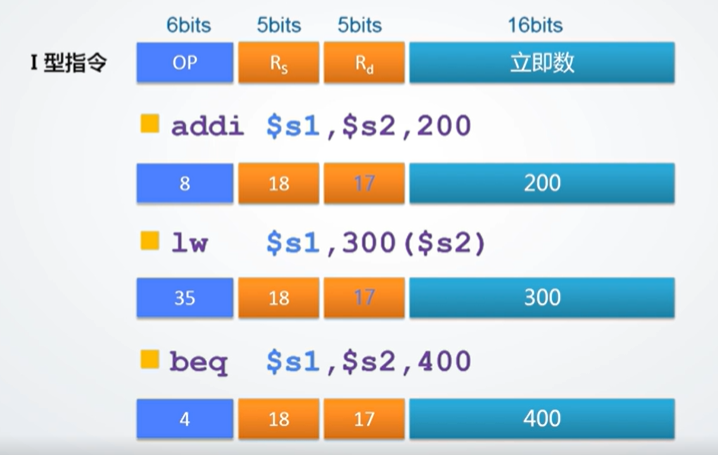 6bits 5bits 5bits 16bits
I 型指令 OP Rs Rd 立即数
addi $s1,$s2,200
8 18 17 200
lw $s1,300($s2)
35 18 17 300
beq $s1,$s2,400
4 18 17 400